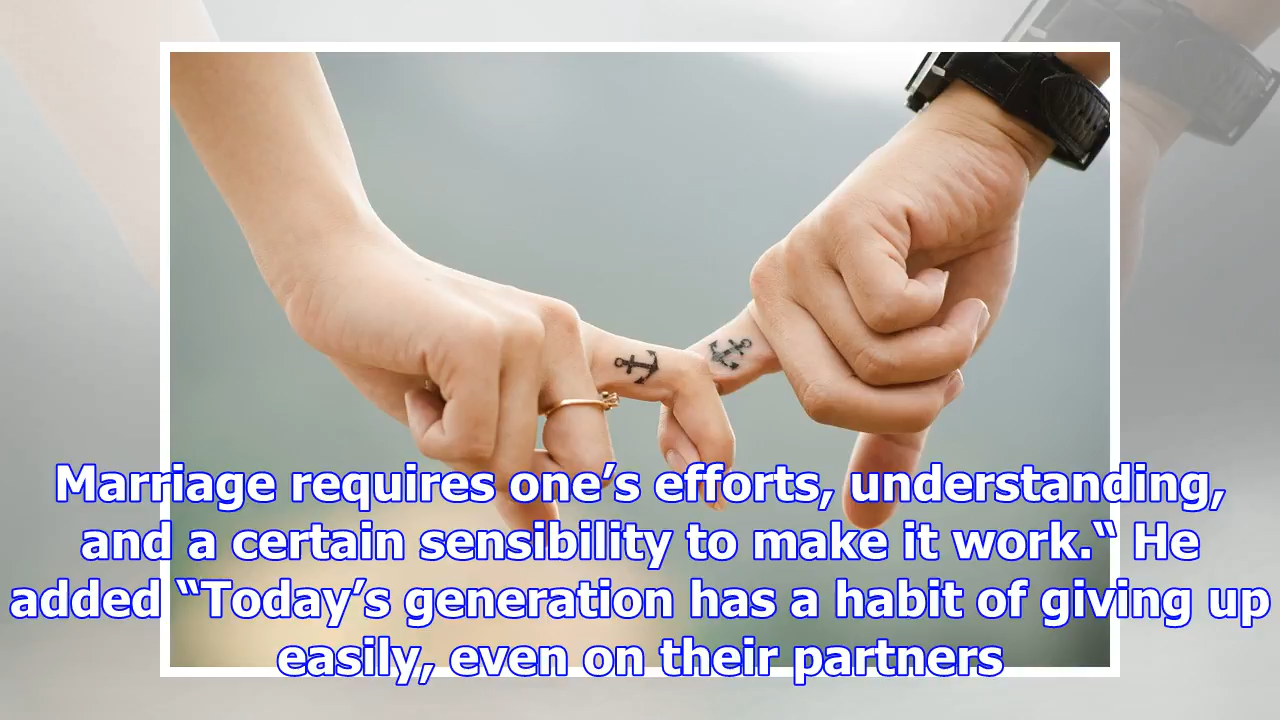 Marriage requires one’s efforts, understanding,
and a certain sensibility to make it work.“ He
added “Today’s generation has a habit of giving up
easily, even on their partners